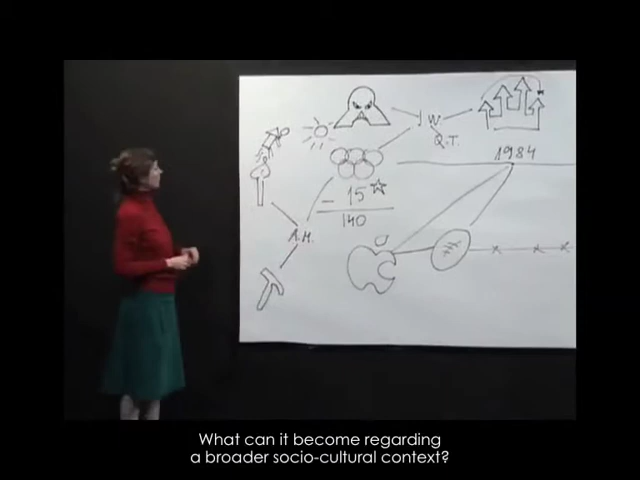 I W
Q.T.
1984
– 15
140
A.H.
What can it become regarding
a broader socio-cultural context?